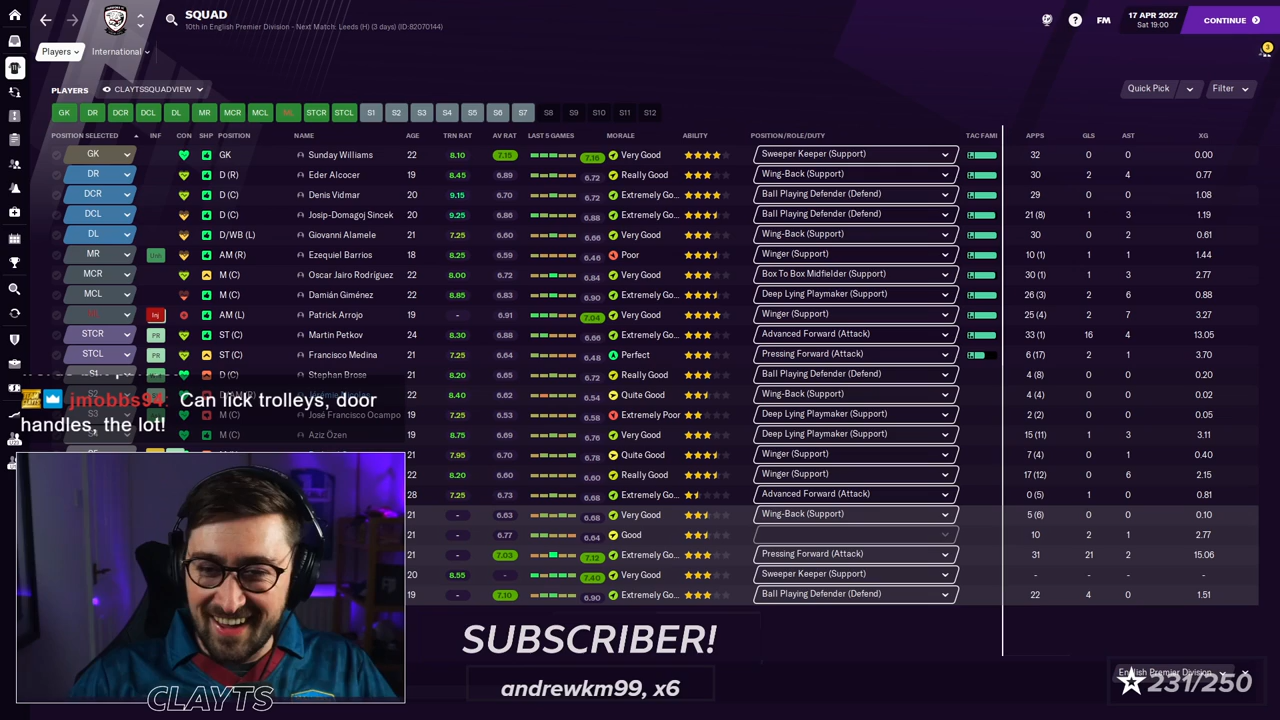 SQUAD
10th in English Premier Division - Next Match: Leeds (H) (3 days) (ID:82070144)
FM 17 APR 2027 Sat 19:00 CONTINUE
Players International 3
PLAYERS CLAYTSSQUADVIEW Quick Pick Filter
GK DR DCR DCL DL MR MCR MCL ML STCR STCL S1 S2 S3 S4 S5 S6 S7 S8 S9 S10 S11 S12
POSITION SELECTED INF CON SHP POSITION NAME AGE TRN RAT AV RAT LAST 5 GAMES MORALE ABILITY POSITION/ROLE/DUTY TAC FAMI APPS GLS AST XG
GK GK Sunday Williams 22 8.10 7.15 7.16 Very Good Sweeper Keeper (Support) 32 0 0 0.00
DR D (R) Eder Alcocer 19 8.45 6.89 6.72 Really Good Wing-Back (Support) 30 2 4 0.77
DCR D (C) Denis Vidmar 20 9.15 6.70 6.72 Extremely Go... Ball Playing Defender (Defend) 29 0 0 1.08
DCL D (C) Josip-Domagoj Sincek 20 9.25 6.86 6.88 Extremely Go... Ball Playing Defender (Defend) 21 (8) 1 3 1.19
DL D/WB (L) Giovanni Alamele 21 7.25 6.60 6.66 Very Good Wing-Back (Support) 30 0 2 0.61
MR Unh AM (R) Ezequiel Barrios 18 8.25 6.59 6.46 Poor Winger (Support) 10 (1) 1 1 1.44
MCR M (C) Oscar Jairo Rodríguez 22 8.00 6.72 6.84 Very Good Box To Box Midfielder (Support) 30 (1) 1 3 2.77
MCL M (C) Damián Giménez 22 8.85 6.83 6.90 Extremely Go... Deep Lying Playmaker (Support) 26 (3) 2 6 0.88
ML Inj AM (L) Patrick Arrojo 19 - 6.91 7.04 Very Good Winger (Support) 25 (4) 2 7 3.27
STCR PR ST (C) Martin Petkov 24 8.30 6.88 6.66 Extremely Go... Advanced Forward (Attack) 33 (1) 16 4 13.05
STCL PR ST (C) Francisco Medina 21 7.25 6.64 6.48 Perfect Pressing Forward (Attack) 6 (17) 2 1 3.70
S1 D (C) Stephan Brose 21 8.20 6.65 6.72 Really Good Ball Playing Defender (Defend) 4 (8) 0 1 0.20
22 8.40 6.62 6.54 Quite Good Wing-Back (Support) 4 (4) 0 0 0.02
S3 M (C) José Francisco Ocampo 19 7.25 6.53 6.58 Extremely Poor Deep Lying Playmaker (Support) 2 (2) 0 0 0.05
M (C) Aziz Özen 19 8.75 6.69 6.76 Very Good Deep Lying Playmaker (Support) 15 (11) 1 3 3.11
21 7.95 6.70 6.78 Quite Good Winger (Support) 7 (4) 0 1 0.40
22 8.20 6.60 6.60 Really Good Winger (Support) 17 (12) 0 6 2.15
28 7.25 6.73 6.68 Extremely Go... Advanced Forward (Attack) 0 (5) 1 0 0.81
21 - 6.63 6.68 Very Good Wing-Back (Support) 5 (6) 0 0 0.10
21 - 6.77 6.64 Good 10 2 1 2.77
21 - 7.03 7.12 Extremely Go... Pressing Forward (Attack) 31 21 2 15.06
20 8.55 - 7.40 Very Good Sweeper Keeper (Support) - - - -
19 - 7.10 6.90 Extremely Go... Ball Playing Defender (Defend) 22 4 0 1.51
jmobbs94: Can lick trolleys, door
handles, the lot!
CLAYTS
SUBSCRIBER!
andrewkm99, x6
English Premier Division
231/250